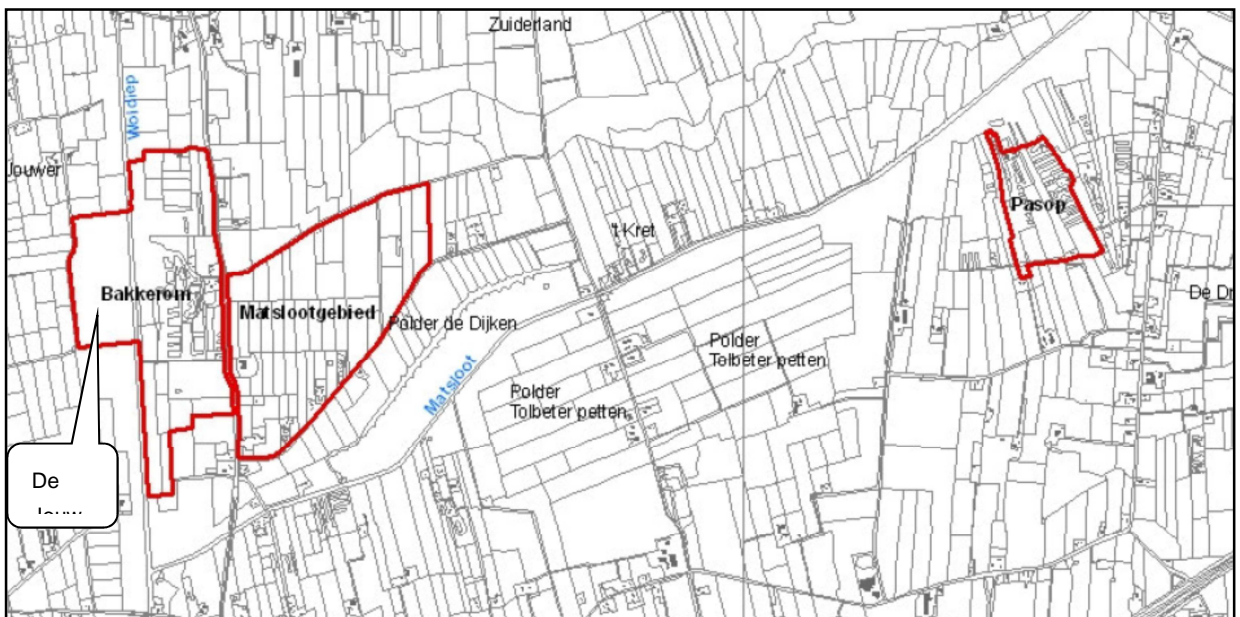 Zuiderland
Woldiep
Jouwer
Pasop
't Kret
De Dr
Bakkerom
Matslootgebied
Polder de Dijken
Matsloot
Polder
Tolbeter petten
Polder
Tolbeter petten
De